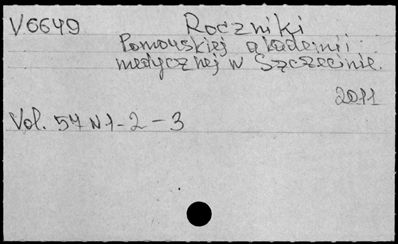 V6649 Roczniki
Pomorskiej akademii
medycznej w Szczecinie.
2011
Vol. 57 N 1-2-3